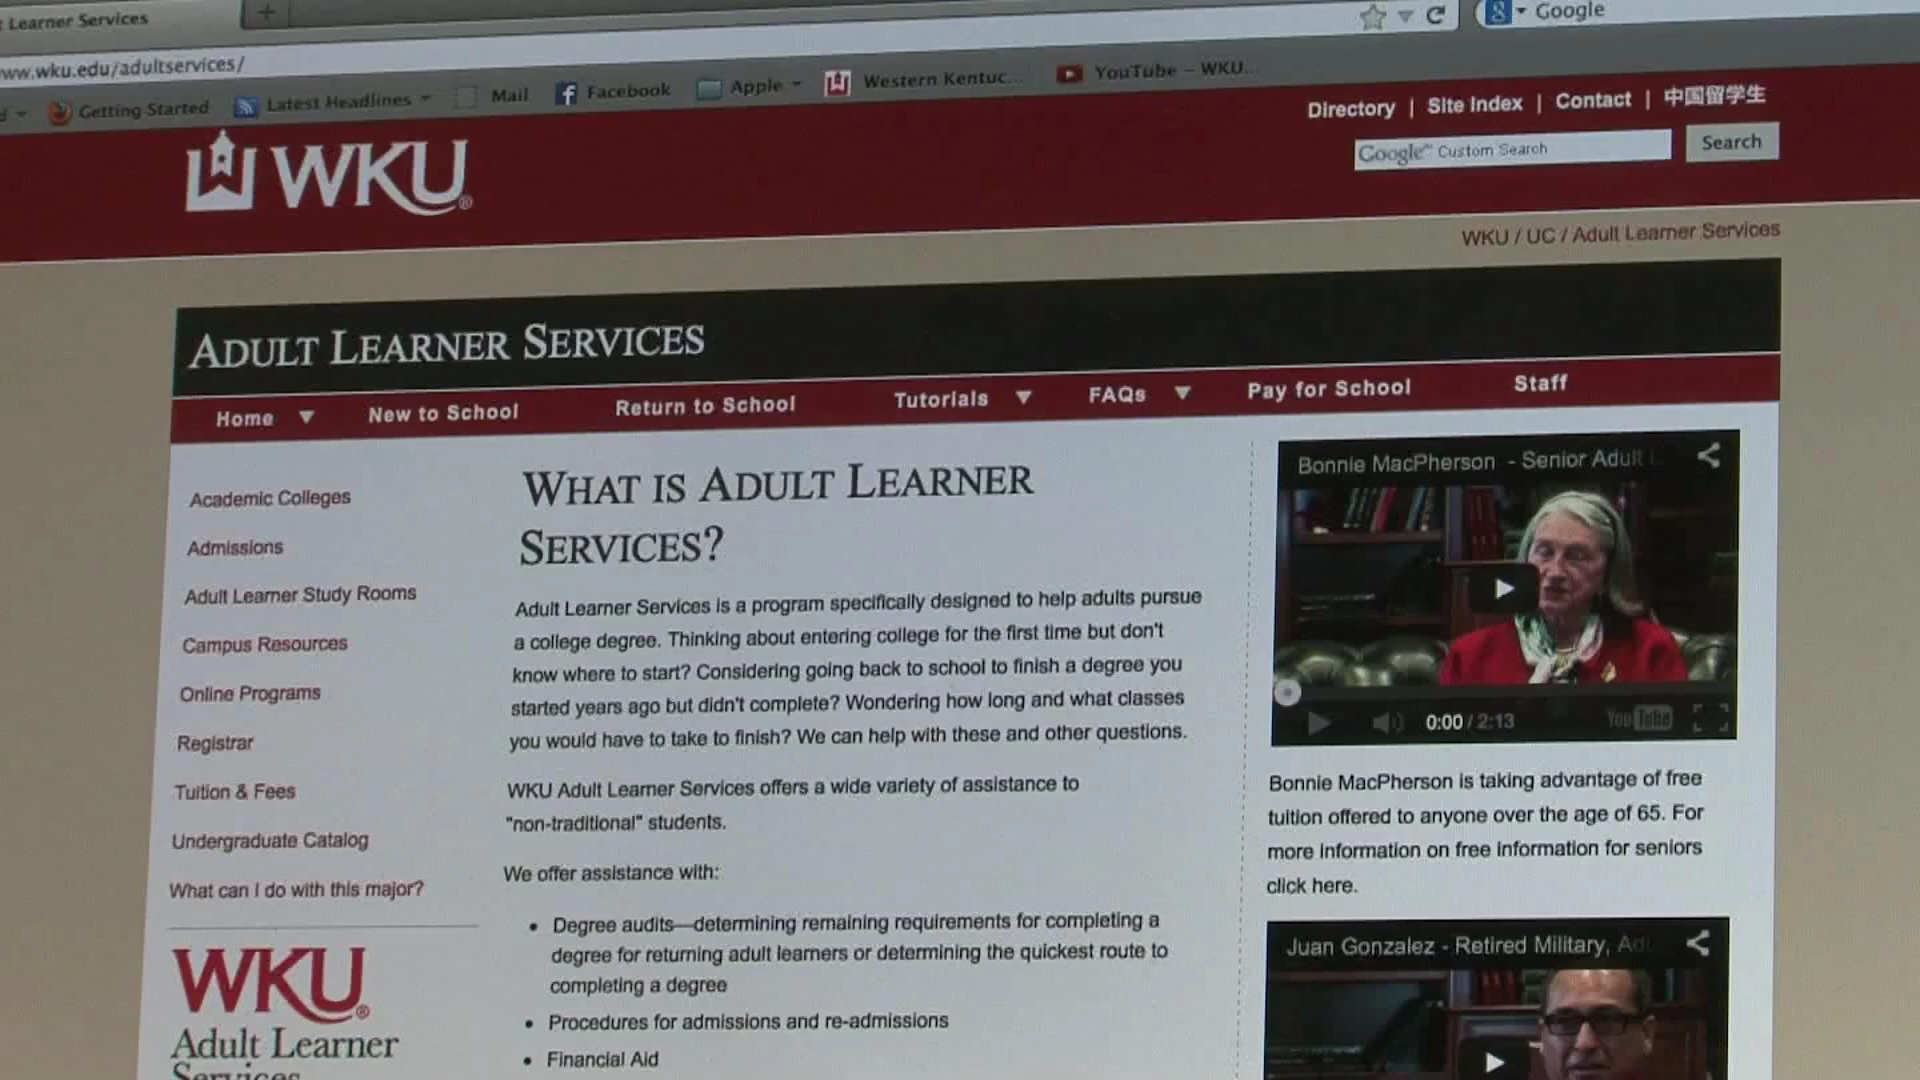 Learner Services
Google
www.wku.edu/adultservices/
Getting Started
Latest Headlines
Mail
Facebook
Apple
Western Kentuc...
YouTube – WKU...
Directory | Site Index | Contact | 中国留学生
Google™ Custom Search
Search
WKU®
WKU / UC / Adult Learner Services
ADULT LEARNER SERVICES
Home
New to School
Return to School
Tutorials
FAQs
Pay for School
Staff
Academic Colleges
Admissions
Adult Learner Study Rooms
Campus Resources
Online Programs
Registrar
Tuition & Fees
Undergraduate Catalog
What can I do with this major?
WKU®
Adult Learner
Services
WHAT IS ADULT LEARNER
SERVICES?
Adult Learner Services is a program specifically designed to help adults pursue
a college degree. Thinking about entering college for the first time but don't
know where to start? Considering going back to school to finish a degree you
started years ago but didn't complete? Wondering how long and what classes
you would have to take to finish? We can help with these and other questions.
WKU Adult Learner Services offers a wide variety of assistance to
"non-traditional" students.
We offer assistance with:
• Degree audits—determining remaining requirements for completing a
degree for returning adult learners or determining the quickest route to
completing a degree
• Procedures for admissions and re-admissions
• Financial Aid
Bonnie MacPherson - Senior Adult
0:00 / 2:13
YouTube
Bonnie MacPherson is taking advantage of free
tuition offered to anyone over the age of 65. For
more information on free information for seniors
click here.
Juan Gonzalez - Retired Military,